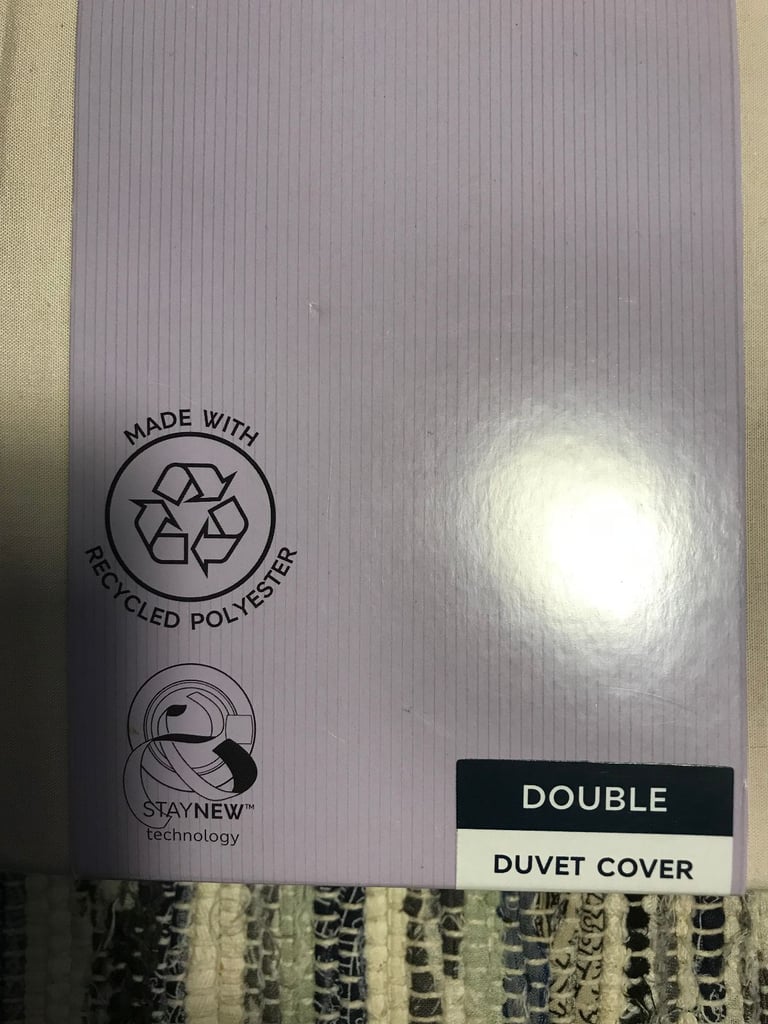 MADE WITH
RECYCLED POLYESTER
STAYNEW™
technology
DOUBLE
DUVET COVER